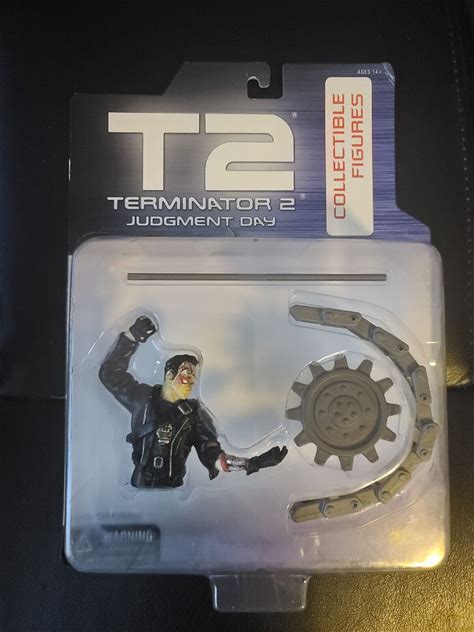 AGES 14+
T2®
TERMINATOR 2®
JUDGMENT DAY
COLLECTIBLE
FIGURES
WARNING